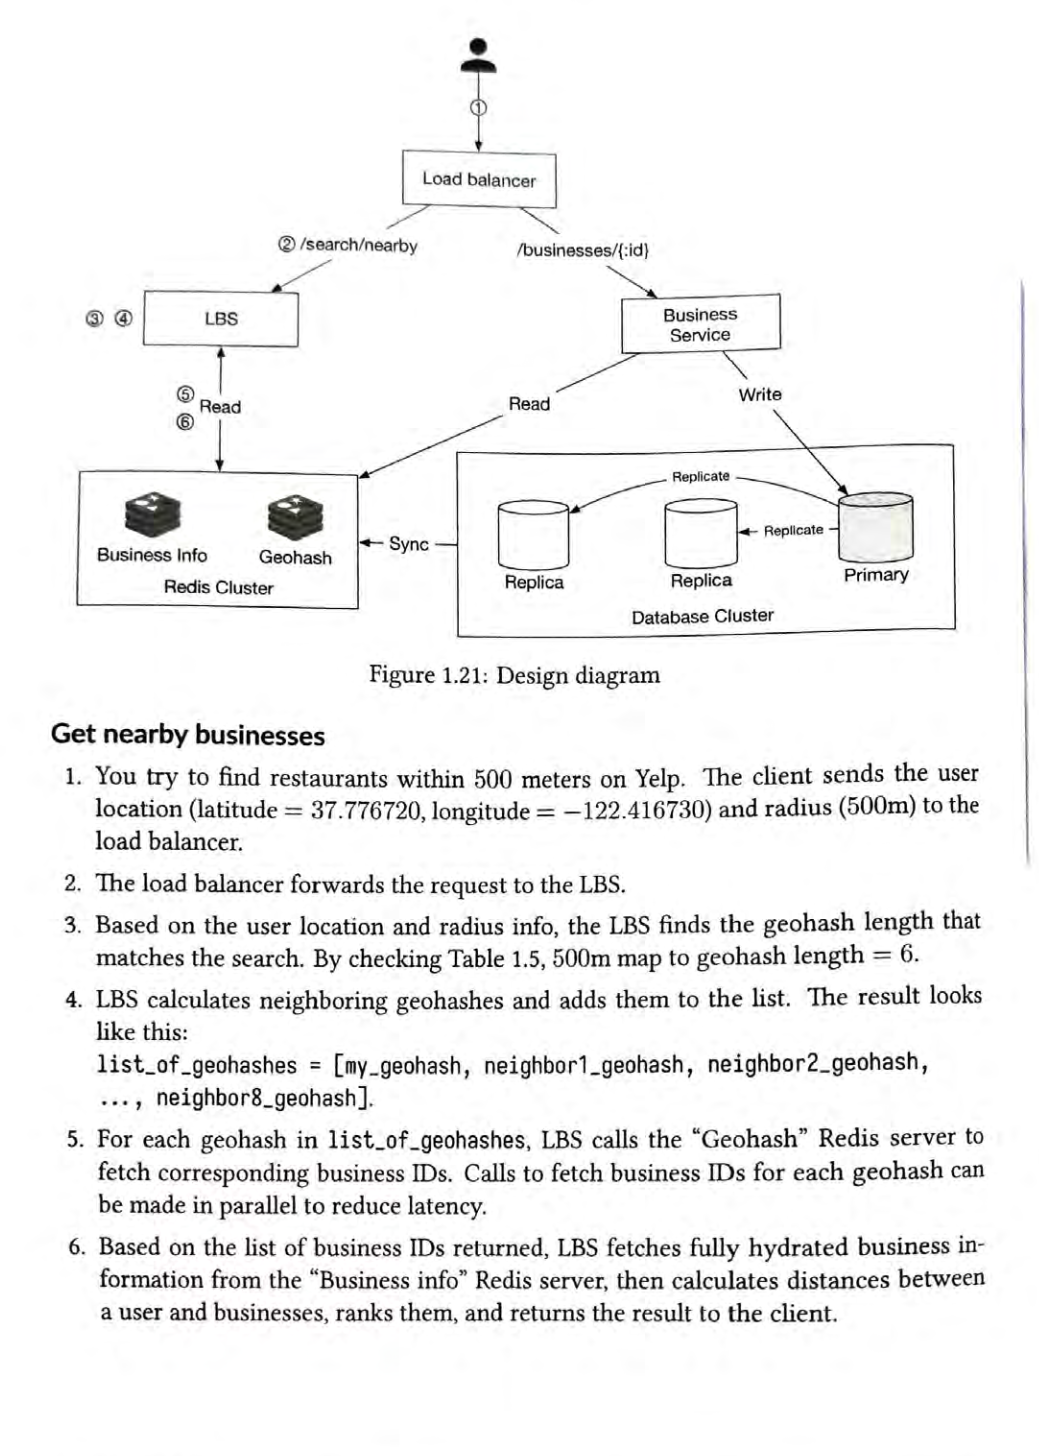 ①
Load balancer
② /search/nearby
/businesses/{:id}
③ ④
LBS
Business
Service
⑤
Read
⑥
Read
Write
Replicate
Replicate
Sync
Business Info
Geohash
Redis Cluster
Replica
Replica
Primary
Database Cluster
Figure 1.21: Design diagram
Get nearby businesses
1. You try to find restaurants within 500 meters on Yelp. The client sends the user
location (latitude = 37.776720, longitude = −122.416730) and radius (500m) to the
load balancer.
2. The load balancer forwards the request to the LBS.
3. Based on the user location and radius info, the LBS finds the geohash length that
matches the search. By checking Table 1.5, 500m map to geohash length = 6.
4. LBS calculates neighboring geohashes and adds them to the list. The result looks
like this:
list_of_geohashes = [my_geohash, neighbor1_geohash, neighbor2_geohash,
..., neighbor8_geohash].
5. For each geohash in list_of_geohashes, LBS calls the “Geohash” Redis server to
fetch corresponding business IDs. Calls to fetch business IDs for each geohash can
be made in parallel to reduce latency.
6. Based on the list of business IDs returned, LBS fetches fully hydrated business in-
formation from the “Business info” Redis server, then calculates distances between
a user and businesses, ranks them, and returns the result to the client.